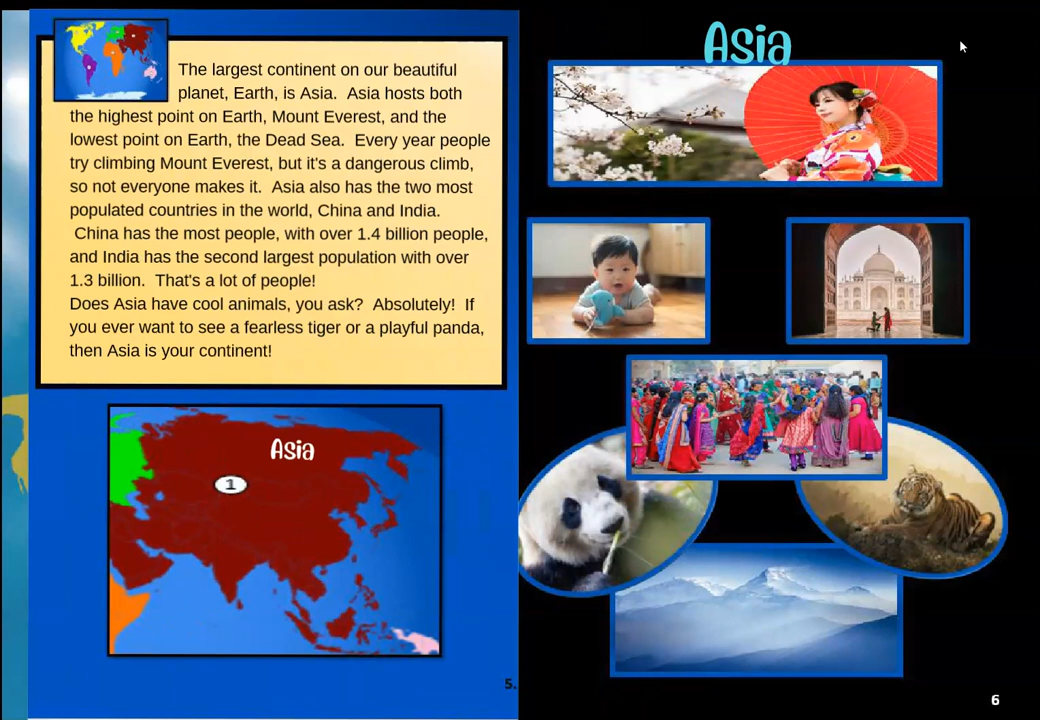 The largest continent on our beautiful
planet, Earth, is Asia. Asia hosts both
the highest point on Earth, Mount Everest, and the
lowest point on Earth, the Dead Sea. Every year people
try climbing Mount Everest, but it's a dangerous climb,
so not everyone makes it. Asia also has the two most
populated countries in the world, China and India.
China has the most people, with over 1.4 billion people,
and India has the second largest population with over
1.3 billion. That's a lot of people!
Does Asia have cool animals, you ask? Absolutely! If
you ever want to see a fearless tiger or a playful panda,
then Asia is your continent!
Asia
1
5.
Asia
6